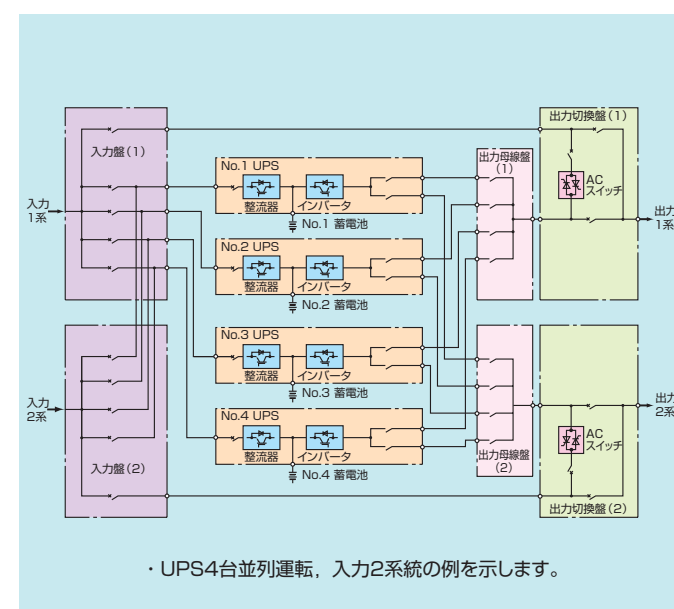 出力切換盤(1)
入力盤(1)
No.1 UPS
整流器
インバータ
No.1 蓄電池
出力母線盤
(1)
AC
スイッチ
入力
1系
出力
1系
No.2 UPS
整流器
インバータ
No.2 蓄電池
No.3 UPS
整流器
インバータ
No.3 蓄電池
入力
2系
出力
2系
No.4 UPS
整流器
インバータ
No.4 蓄電池
入力盤(2)
出力母線盤
(2)
AC
スイッチ
出力切換盤(2)
・UPS4台並列運転，入力2系統の例を示します。